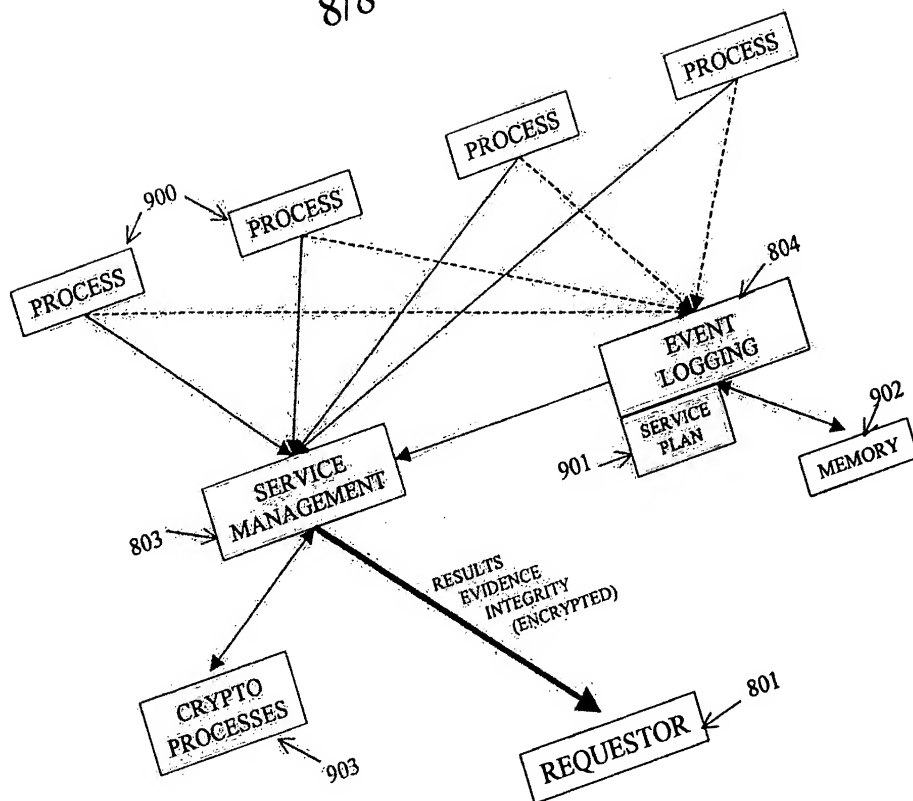 8/8
PROCESS
PROCESS
900
PROCESS
PROCESS
804
EVENT
LOGGING
902
SERVICE
PLAN
901
MEMORY
SERVICE
MANAGEMENT
803
RESULTS
EVIDENCE
INTEGRITY
(ENCRYPTED)
CRYPTO
PROCESSES
903
801
REQUESTOR